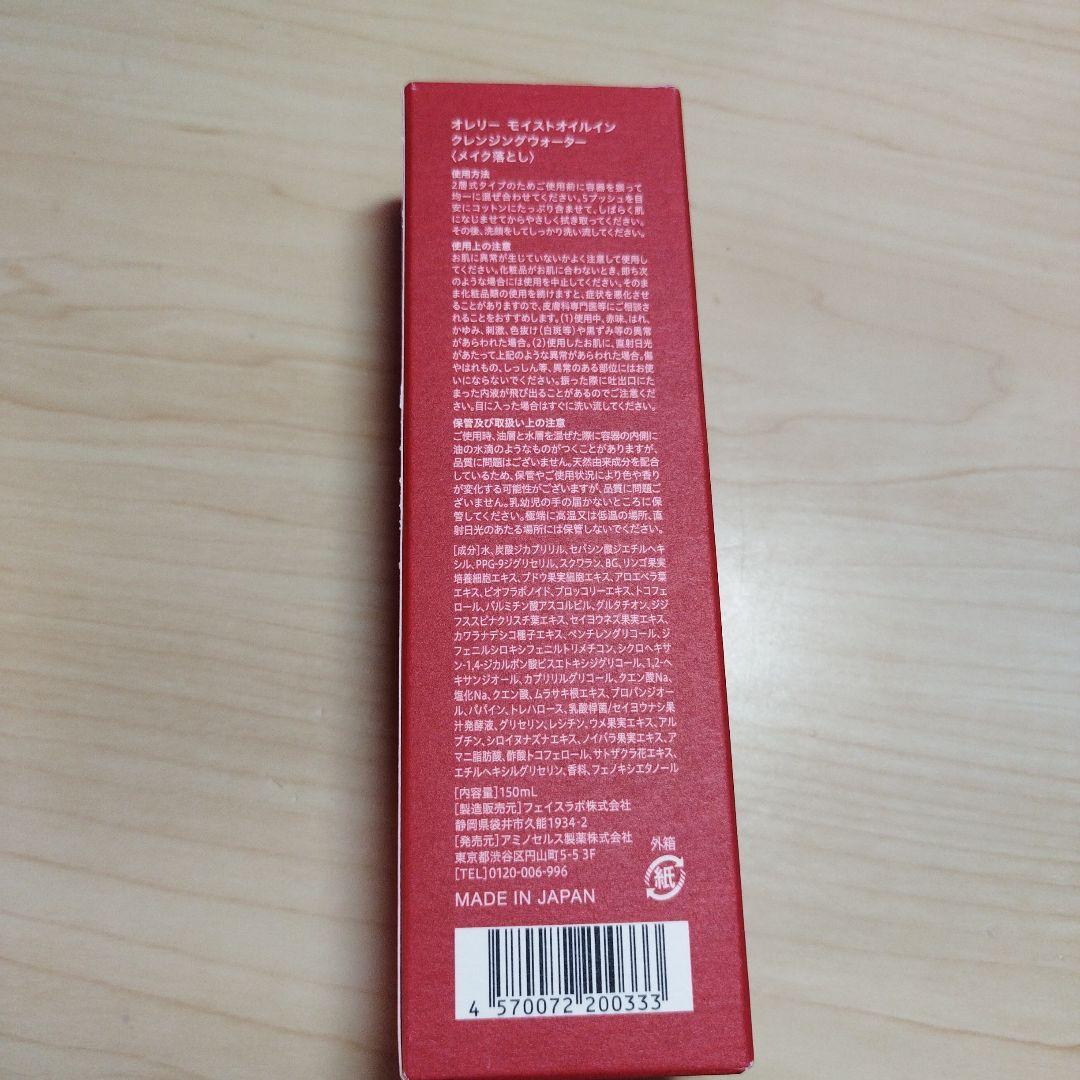 オレリー モイストオイルイン
クレンジングウォーター
〈メイク落とし〉
使用方法
2層式タイプのためご使用前に容器を振って
均一に混ぜ合わせてください。5プッシュを目
安にコットンにたっぷり含ませて、しばらく肌
になじませてからやさしく拭き取ってください。
その後、洗顔をしてしっかり洗い流してください。
使用上の注意
お肌に異常が生じていないかよく注意して使用し
てください。化粧品がお肌に合わないとき、即ち次
のような場合には使用を中止してください。そのま
ま化粧品類の使用を続けますと、症状を悪化させ
ることがありますので、皮膚科専門医等にご相談さ
れることをおすすめします。(1)使用中、赤味、はれ、
かゆみ、刺激、色抜け(白斑等)や黒ずみ等の異常
があらわれた場合。(2)使用したお肌に、直射日光
があたって上記のような異常があらわれた場合。傷
やはれもの、しっしん等、異常のある部位にはお使
いにならないでください。振った際に吐出口にた
まった内液が飛び出ることがあるのでご注意くだ
さい。目に入った場合はすぐに洗い流してください。
保管及び取扱い上の注意
ご使用時、油層と水層を混ぜた際に容器の内側に
油の水滴のようなものがつくことがありますが、
品質に問題はございません。天然由来成分を配合
しているため、保管やご使用状況により色や香り
が変化する可能性がございますが、品質に問題ご
ざいません。乳幼児の手の届かないところに保
管してください。極端に高温又は低温の場所、直
射日光のあたる場所には保管しないでください。
[成分]水、炭酸ジカプリリル、セバシン酸ジエチルヘキ
シル、PPG-9ジグリセリル、スクワラン、BG、リンゴ果実
培養細胞エキス、ブドウ果実細胞エキス、アロエベラ葉
エキス、ビオフラボノイド、ブロッコリーエキス、トコフェ
ロール、パルミチン酸アスコルビル、グルタチオン、ジジ
フススピナクリスチ葉エキス、セイヨウネズ果実エキス、
カワラナデシコ種子エキス、ペンチレングリコール、ジ
フェニルシロキシフェニルトリメチコン、シクロヘキサ
ン-1,4-ジカルボン酸ビスエトキシジグリコール、1,2-ヘ
キサンジオール、カプリリルグリコール、クエン酸Na、
塩化Na、クエン酸、ムラサキ根エキス、プロパンジオー
ル、パパイン、トレハロース、乳酸桿菌/セイヨウナシ果
汁発酵液、グリセリン、レシチン、ウメ果実エキス、アル
ブチン、シロイヌナズナエキス、ノイバラ果実エキス、ア
マニ脂肪酸、酢酸トコフェロール、サトザクラ花エキス、
エチルヘキシルグリセリン、香料、フェノキシエタノール
[内容量]150mL
[製造販売元]フェイスラボ株式会社
静岡県袋井市久能1934-2
[発売元]アミノセルス製薬株式会社
東京都渋谷区円山町5-5 3F
[TEL]0120-006-996
MADE IN JAPAN
外箱
紙
4 570072 200333